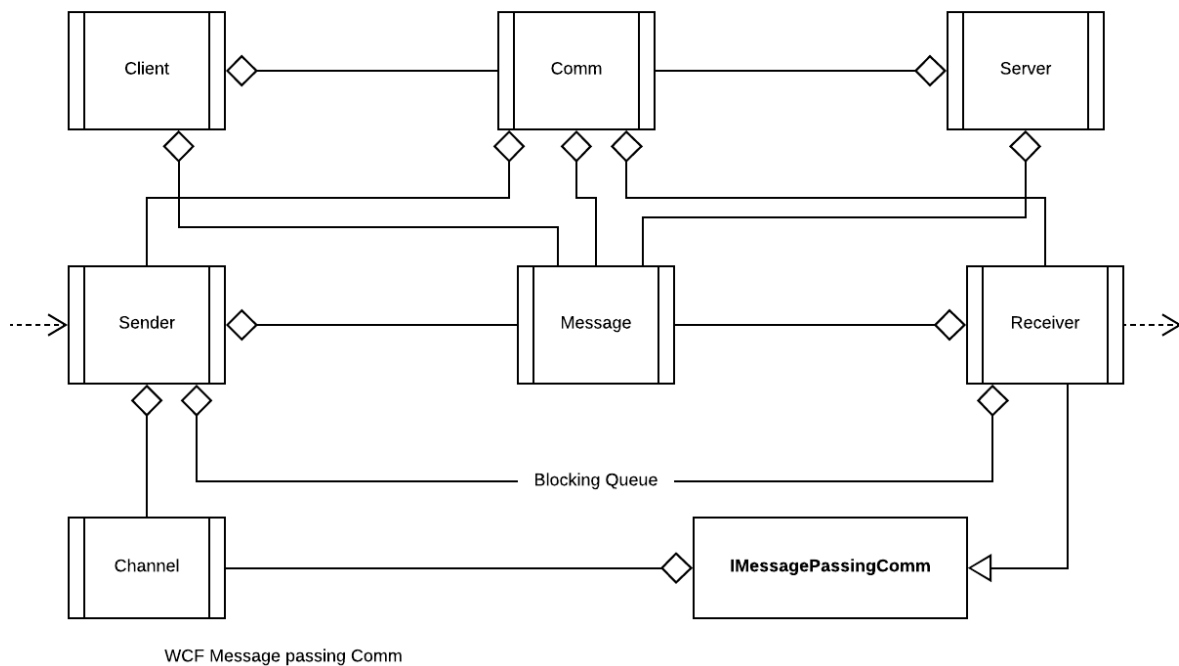 Client
Comm
Server
Sender
Message
Receiver
Blocking Queue
Channel
IMessagePassingComm
WCF Message passing Comm